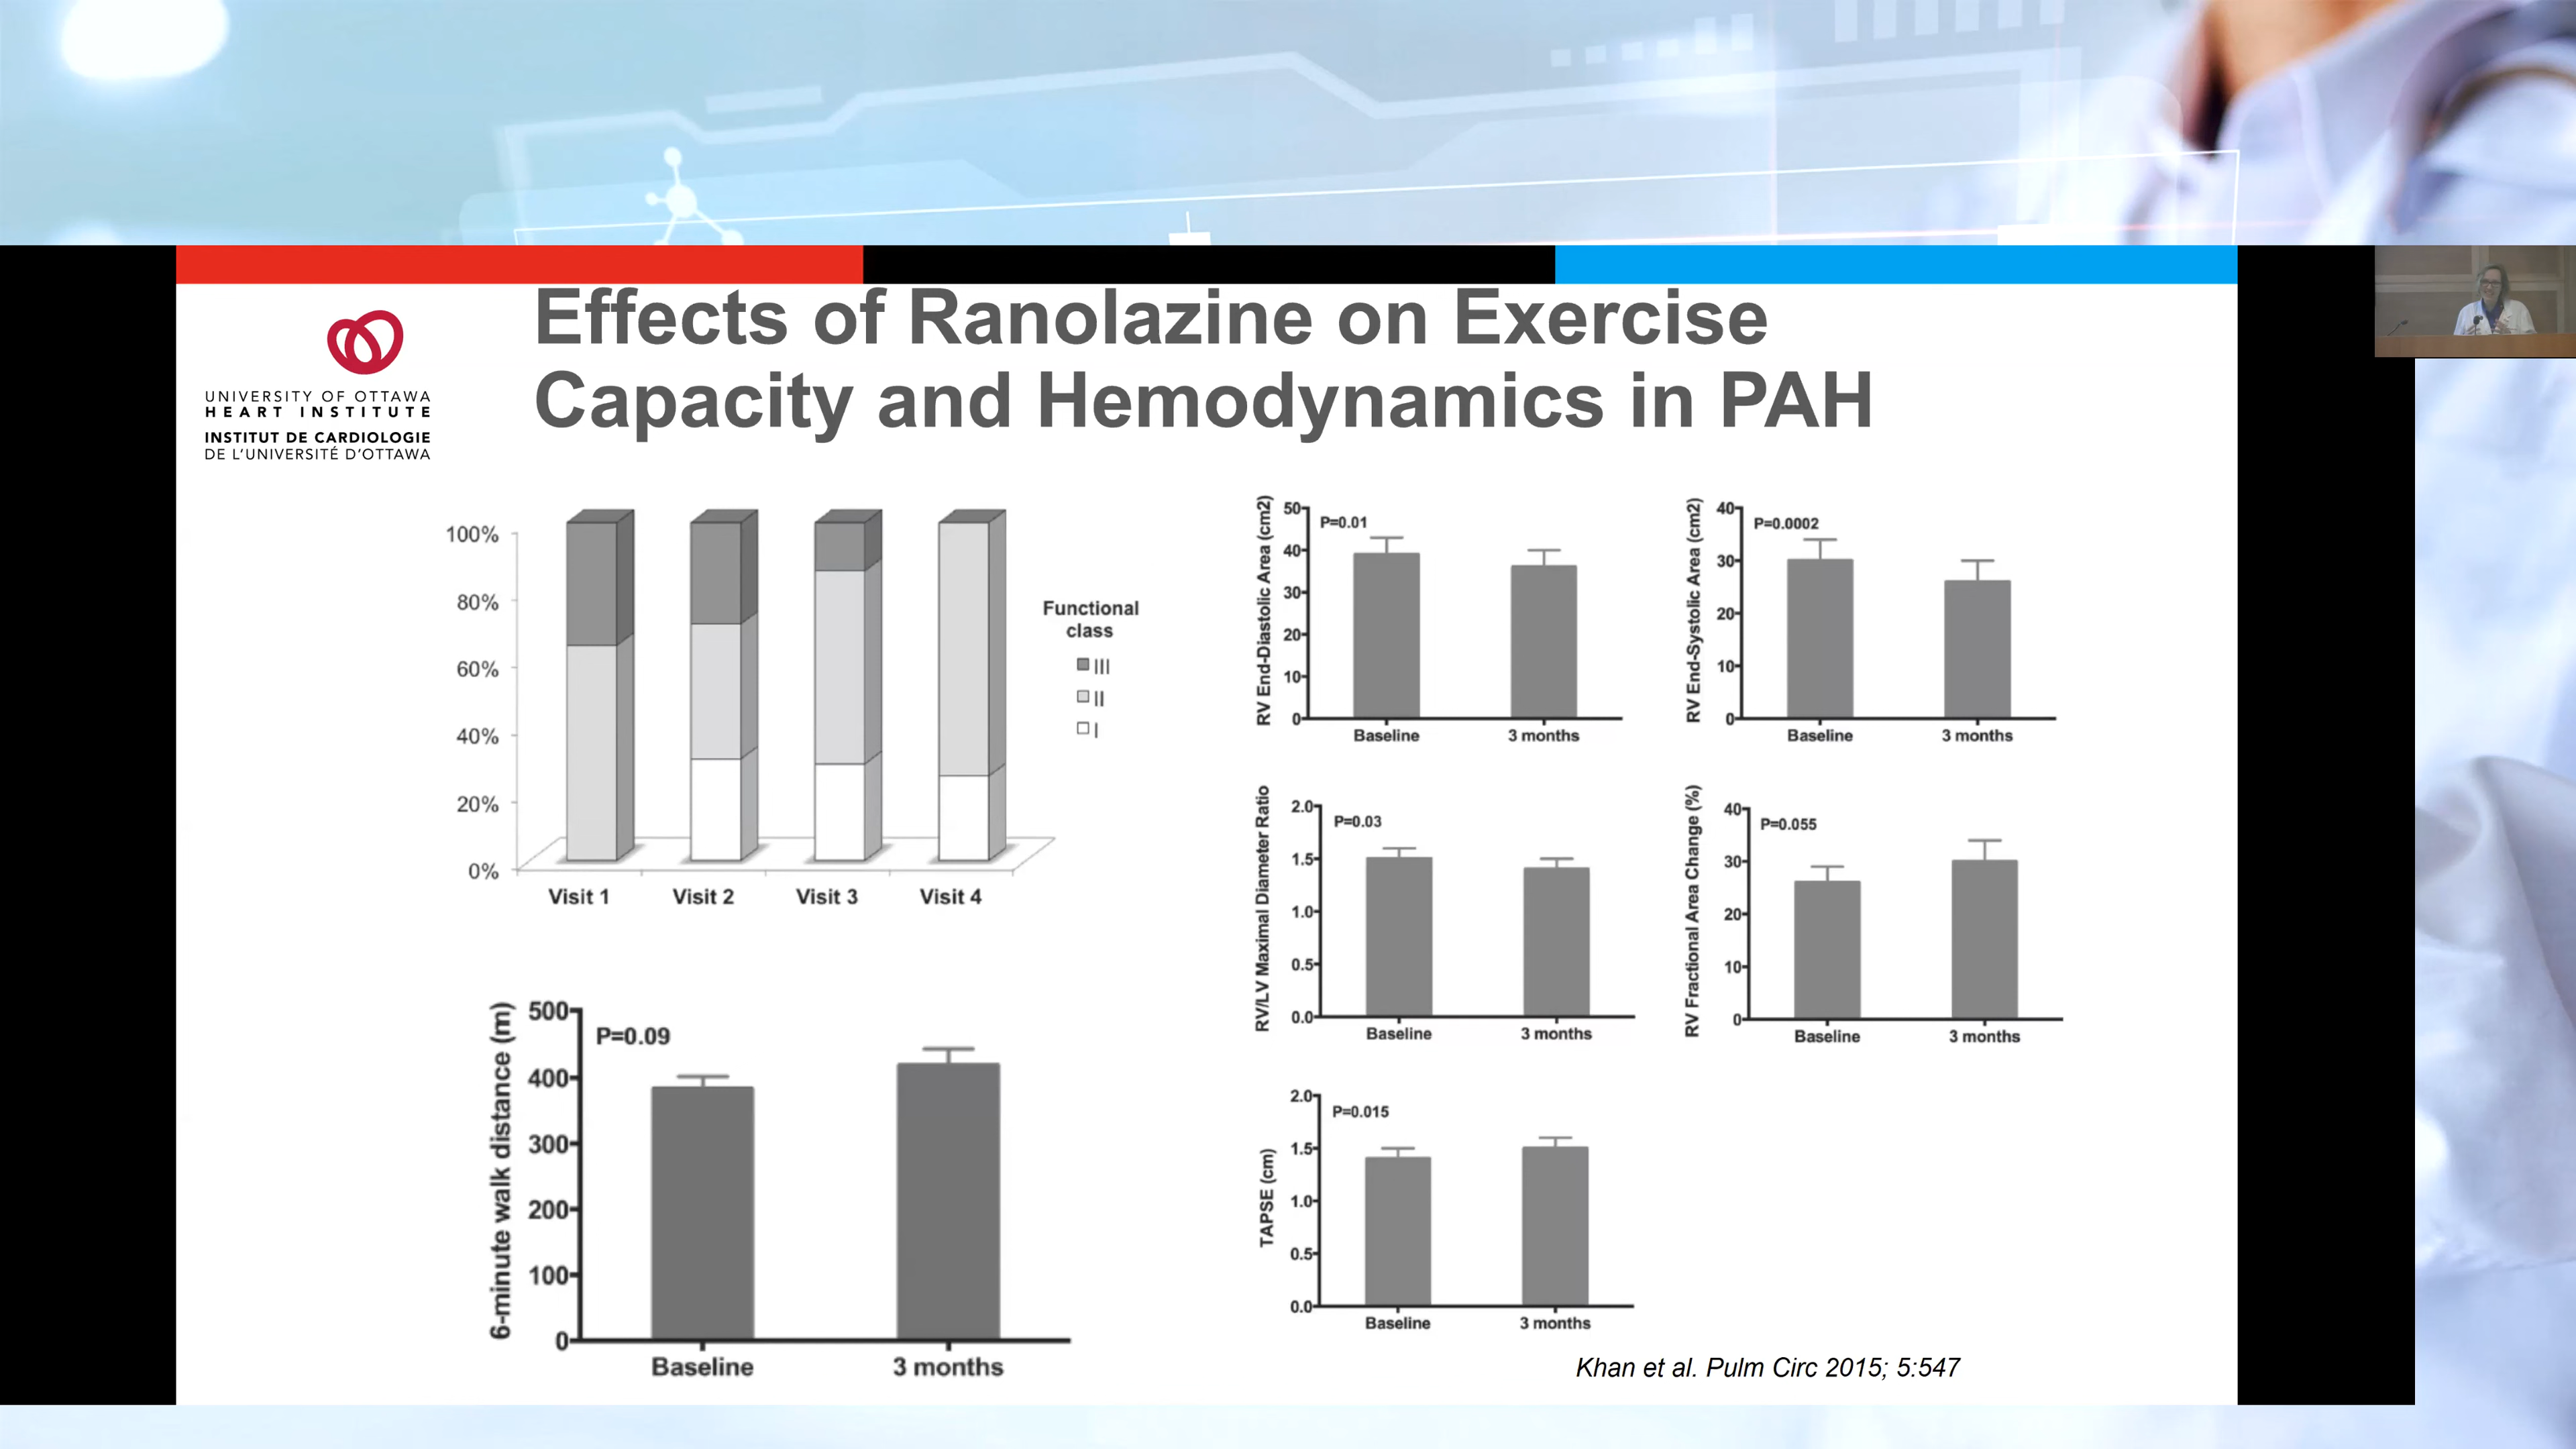 Effects of Ranolazine on Exercise
Capacity and Hemodynamics in PAH
UNIVERSITY OF OTTAWA
HEART INSTITUTE
INSTITUT DE CARDIOLOGIE
DE L'UNIVERSITÉ D'OTTAWA
100%
80%
60%
40%
20%
0%
Visit 1
Visit 2
Visit 3
Visit 4
Functional
class
III
II
I
6-minute walk distance (m)
500
400
300
200
100
0
P=0.09
Baseline
3 months
RV End-Diastolic Area (cm2)
50
40
30
20
10
0
P=0.01
Baseline
3 months
RV End-Systolic Area (cm2)
40
30
20
10
0
P=0.0002
Baseline
3 months
RV/LV Maximal Diameter Ratio
2.0
1.5
1.0
0.5
0.0
P=0.03
Baseline
3 months
RV Fractional Area Change (%)
40
30
20
10
0
P=0.055
Baseline
3 months
TAPSE (cm)
2.0
1.5
1.0
0.5
0.0
P=0.015
Baseline
3 months
Khan et al. Pulm Circ 2015; 5:547